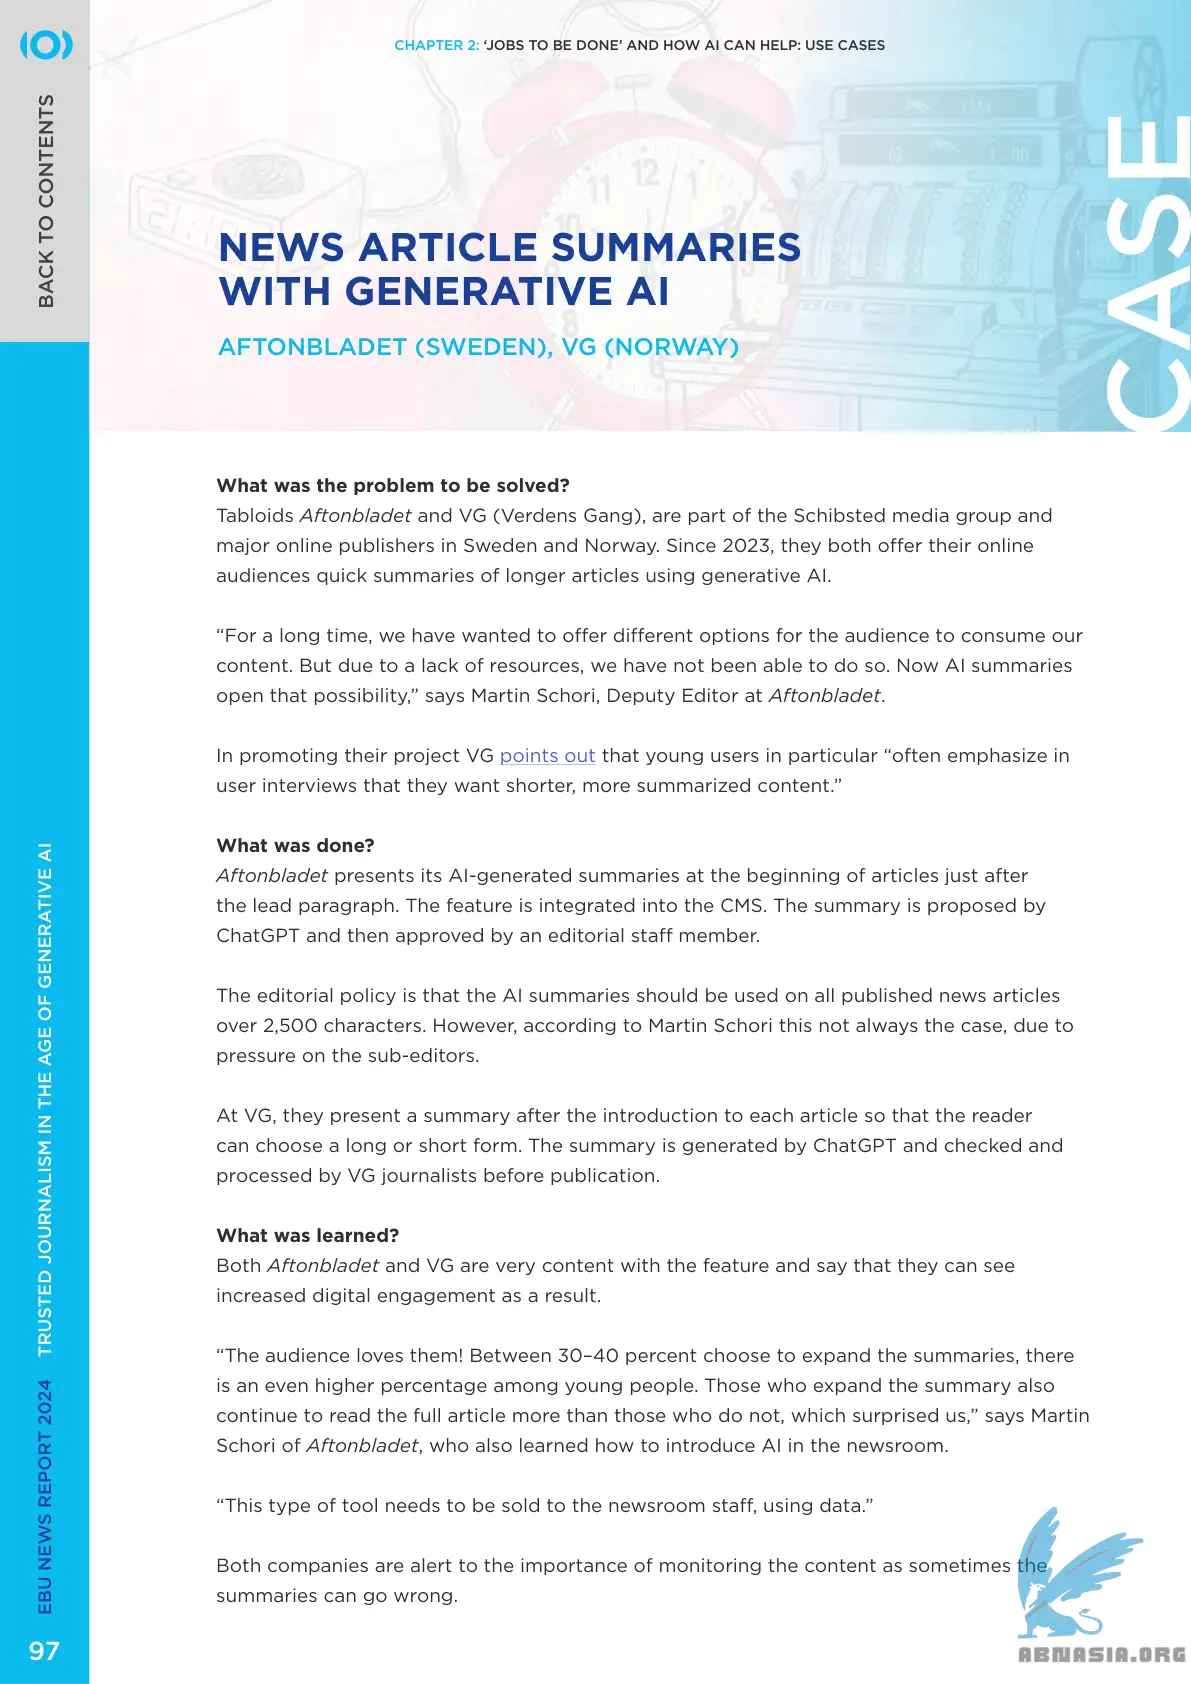 CHAPTER 2: ‘JOBS TO BE DONE’ AND HOW AI CAN HELP: USE CASES
BACK TO CONTENTS
CASE
NEWS ARTICLE SUMMARIES
WITH GENERATIVE AI
AFTONBLADET (SWEDEN), VG (NORWAY)
What was the problem to be solved?
Tabloids Aftonbladet and VG (Verdens Gang), are part of the Schibsted media group and
major online publishers in Sweden and Norway. Since 2023, they both offer their online
audiences quick summaries of longer articles using generative AI.
“For a long time, we have wanted to offer different options for the audience to consume our
content. But due to a lack of resources, we have not been able to do so. Now AI summaries
open that possibility,” says Martin Schori, Deputy Editor at Aftonbladet.
In promoting their project VG points out that young users in particular “often emphasize in
user interviews that they want shorter, more summarized content.”
What was done?
Aftonbladet presents its AI-generated summaries at the beginning of articles just after
the lead paragraph. The feature is integrated into the CMS. The summary is proposed by
ChatGPT and then approved by an editorial staff member.
The editorial policy is that the AI summaries should be used on all published news articles
over 2,500 characters. However, according to Martin Schori this not always the case, due to
pressure on the sub-editors.
At VG, they present a summary after the introduction to each article so that the reader
can choose a long or short form. The summary is generated by ChatGPT and checked and
processed by VG journalists before publication.
What was learned?
Both Aftonbladet and VG are very content with the feature and say that they can see
increased digital engagement as a result.
“The audience loves them! Between 30–40 percent choose to expand the summaries, there
is an even higher percentage among young people. Those who expand the summary also
continue to read the full article more than those who do not, which surprised us,” says Martin
Schori of Aftonbladet, who also learned how to introduce AI in the newsroom.
“This type of tool needs to be sold to the newsroom staff, using data.”
Both companies are alert to the importance of monitoring the content as sometimes the
summaries can go wrong.
EBU NEWS REPORT 2024 TRUSTED JOURNALISM IN THE AGE OF GENERATIVE AI
97
ABNASIA.ORG